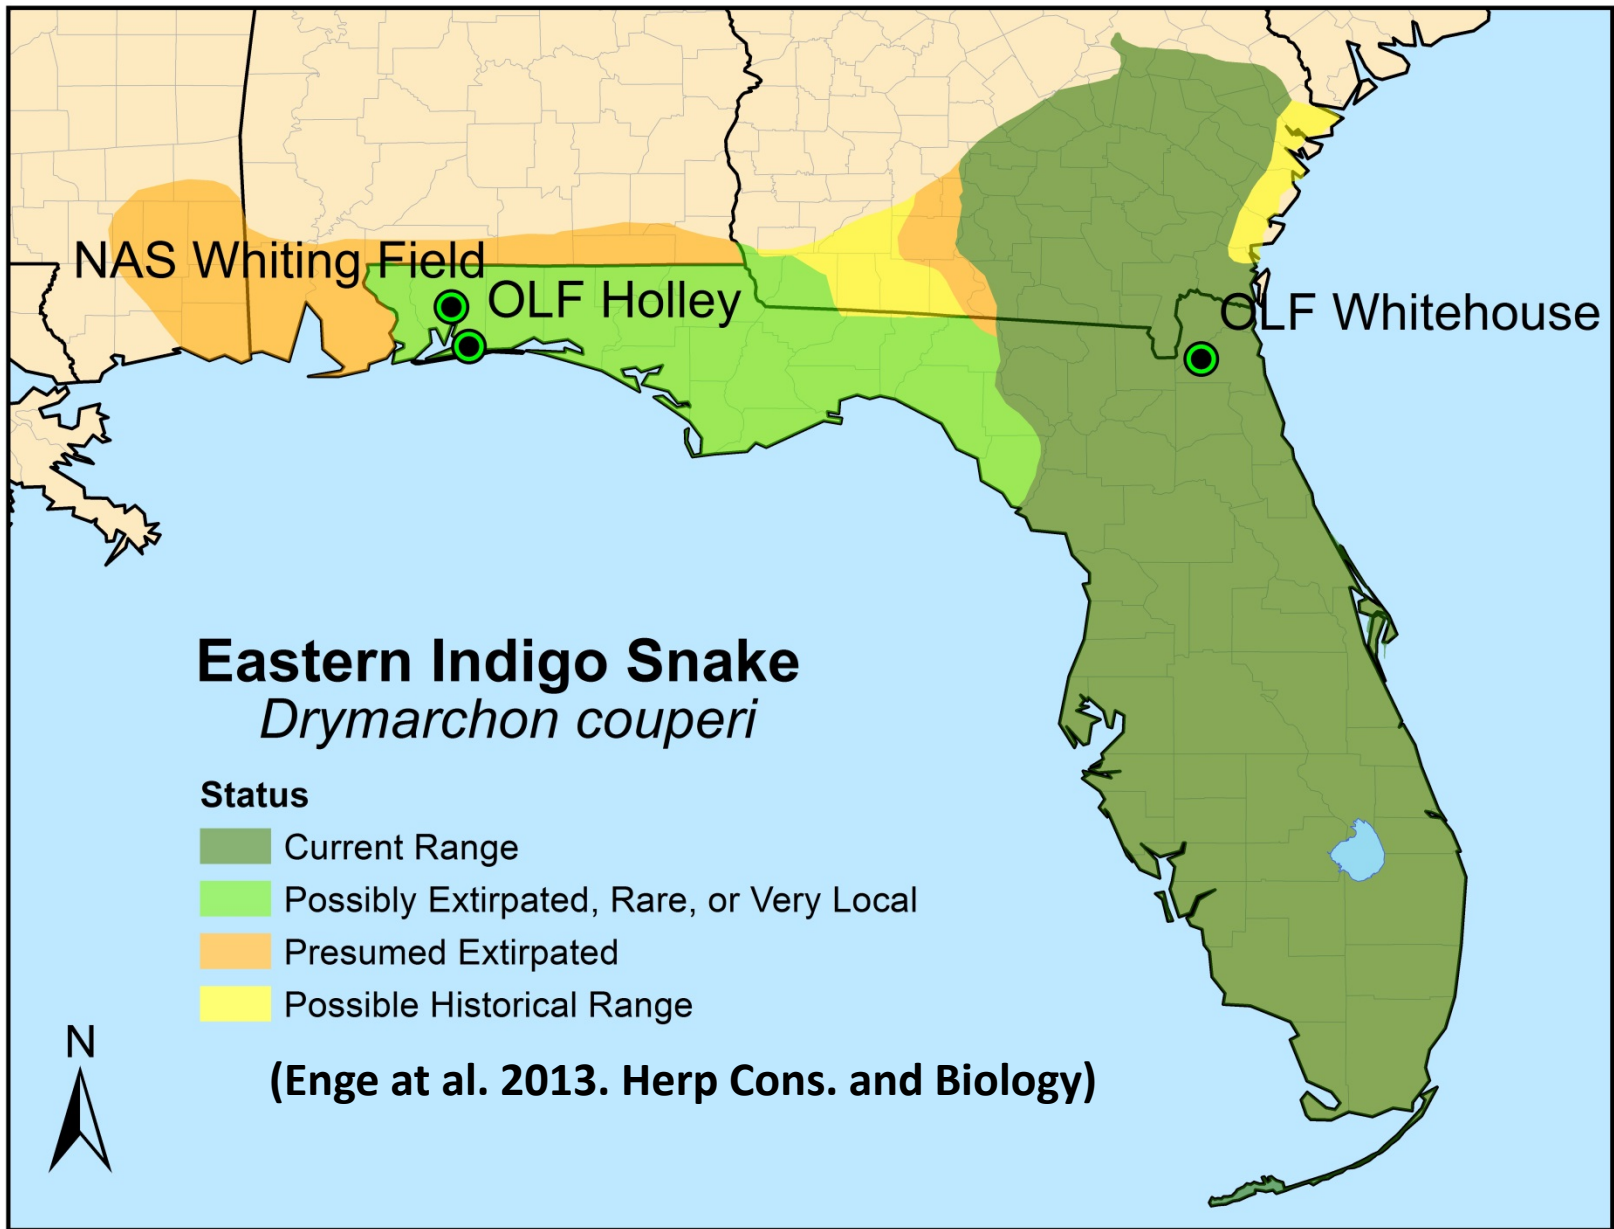 NAS Whiting Field
OLF Holley
OLF Whitehouse
Eastern Indigo Snake
Drymarchon couperi
Status
Current Range
Possibly Extirpated, Rare, or Very Local
Presumed Extirpated
Possible Historical Range
N
(Enge at al. 2013. Herp Cons. and Biology)